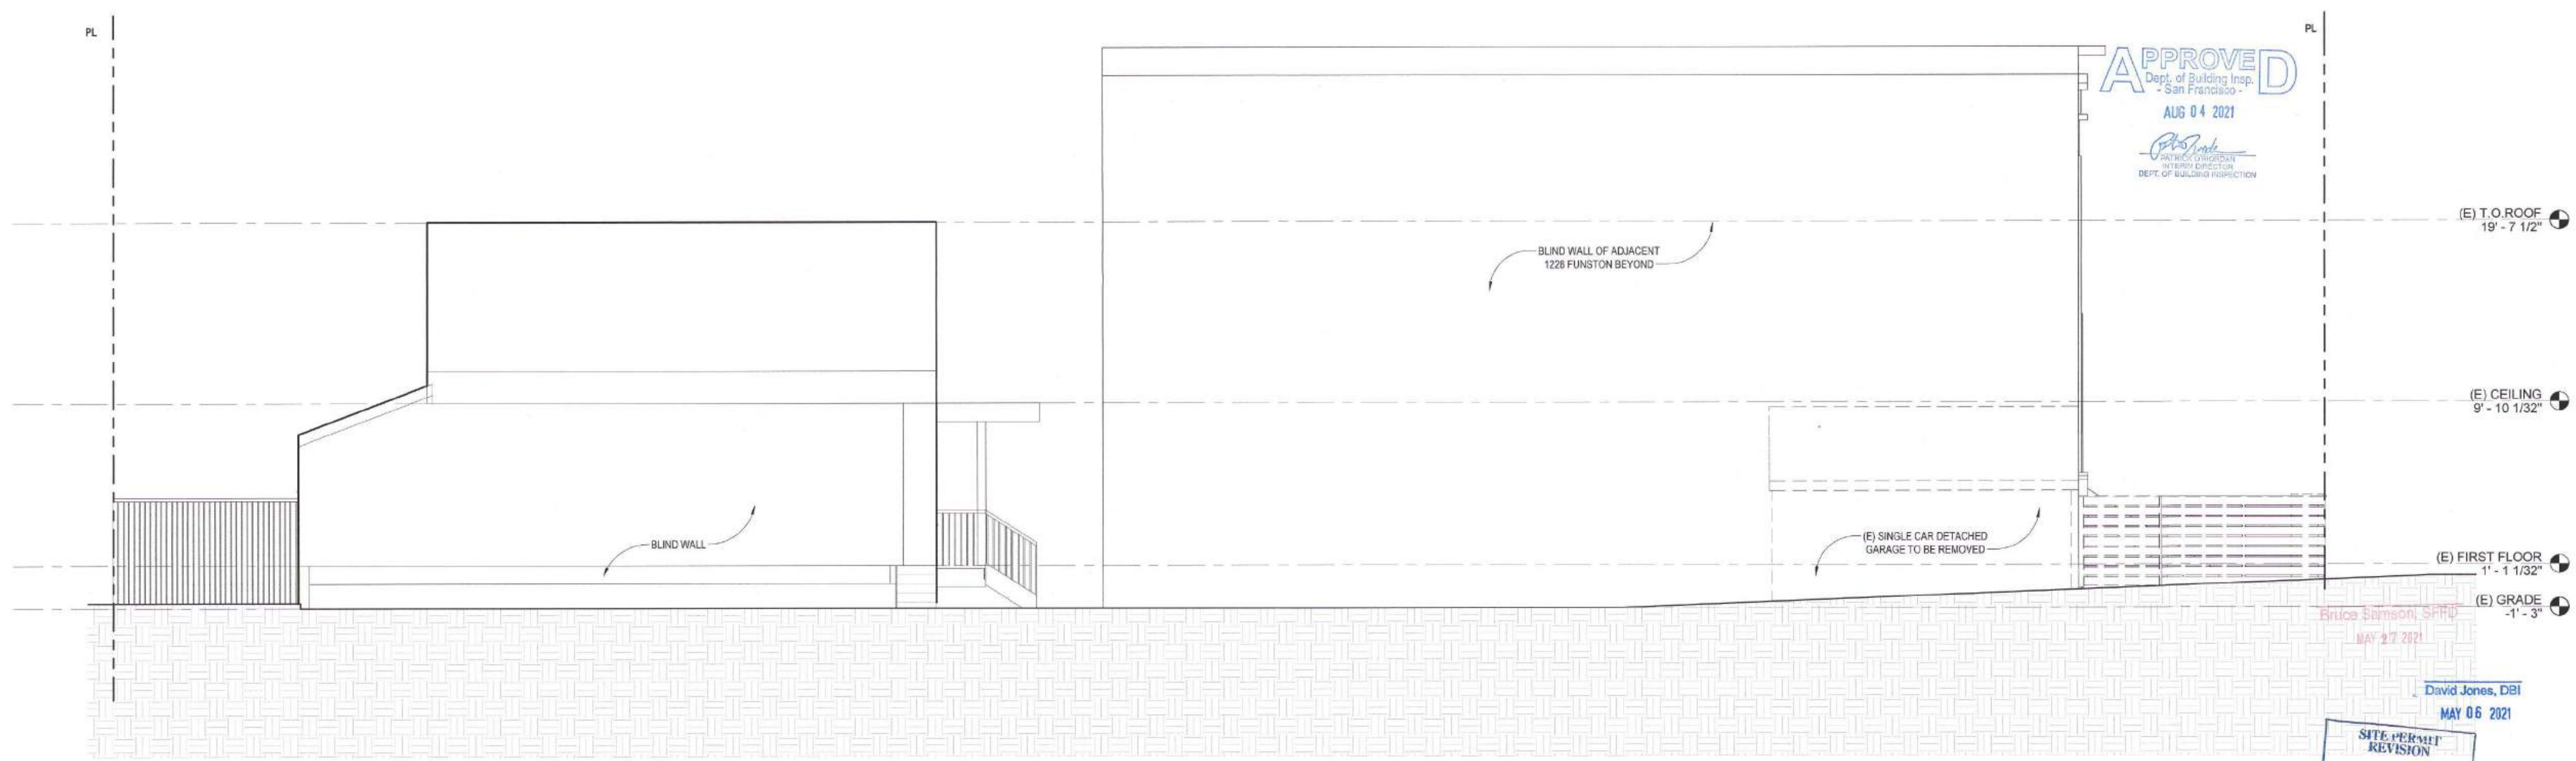 PL
PL
APPROVED
Dept. of Building Insp.
- San Francisco -
AUG 04 2021
PATRICK O'RIORDAN
INTERIM DIRECTOR
DEPT. OF BUILDING INSPECTION
(E) T.O.ROOF
19' - 7 1/2"
BLIND WALL OF ADJACENT
1228 FUNSTON BEYOND
(E) CEILING
9' - 10 1/32"
BLIND WALL
(E) SINGLE CAR DETACHED
GARAGE TO BE REMOVED
(E) FIRST FLOOR
1' - 1 1/32"
(E) GRADE
-1' - 3"
Bruce Samson, SFFD
MAY 27 2021
David Jones, DBI
MAY 06 2021
SITE PERMIT
REVISION